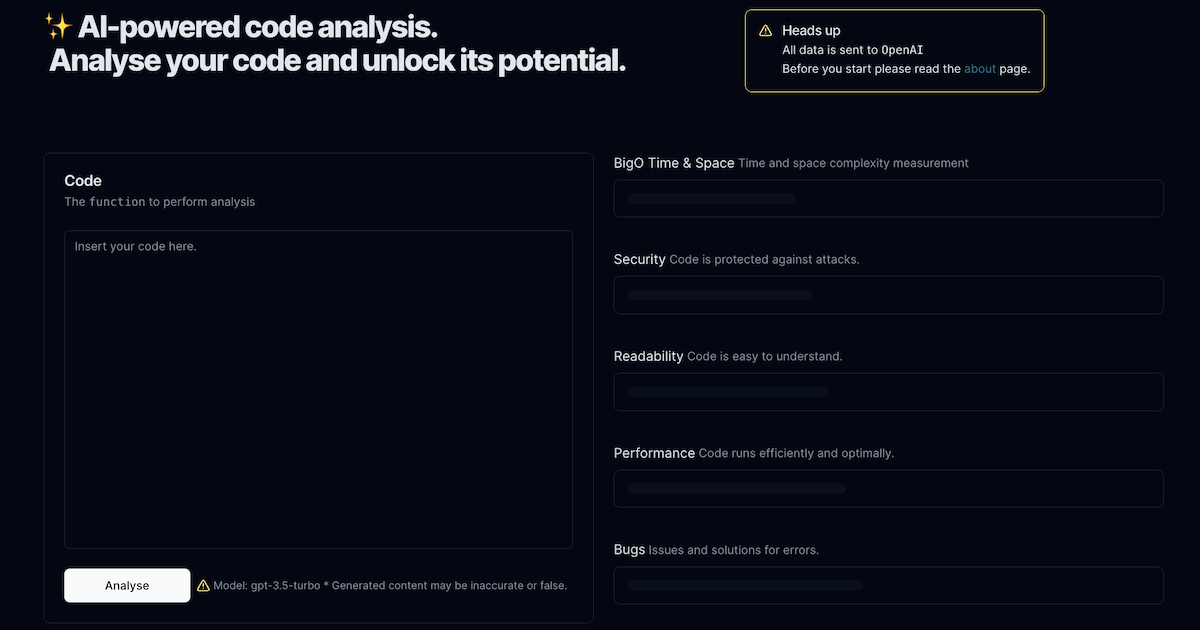 ✨ AI-powered code analysis.
Analyse your code and unlock its potential.
Heads up
All data is sent to OpenAI
Before you start please read the about page.
Code
The function to perform analysis
Insert your code here.
Analyse
Model: gpt-3.5-turbo * Generated content may be inaccurate or false.
BigO Time & Space Time and space complexity measurement
Security Code is protected against attacks.
Readability Code is easy to understand.
Performance Code runs efficiently and optimally.
Bugs Issues and solutions for errors.